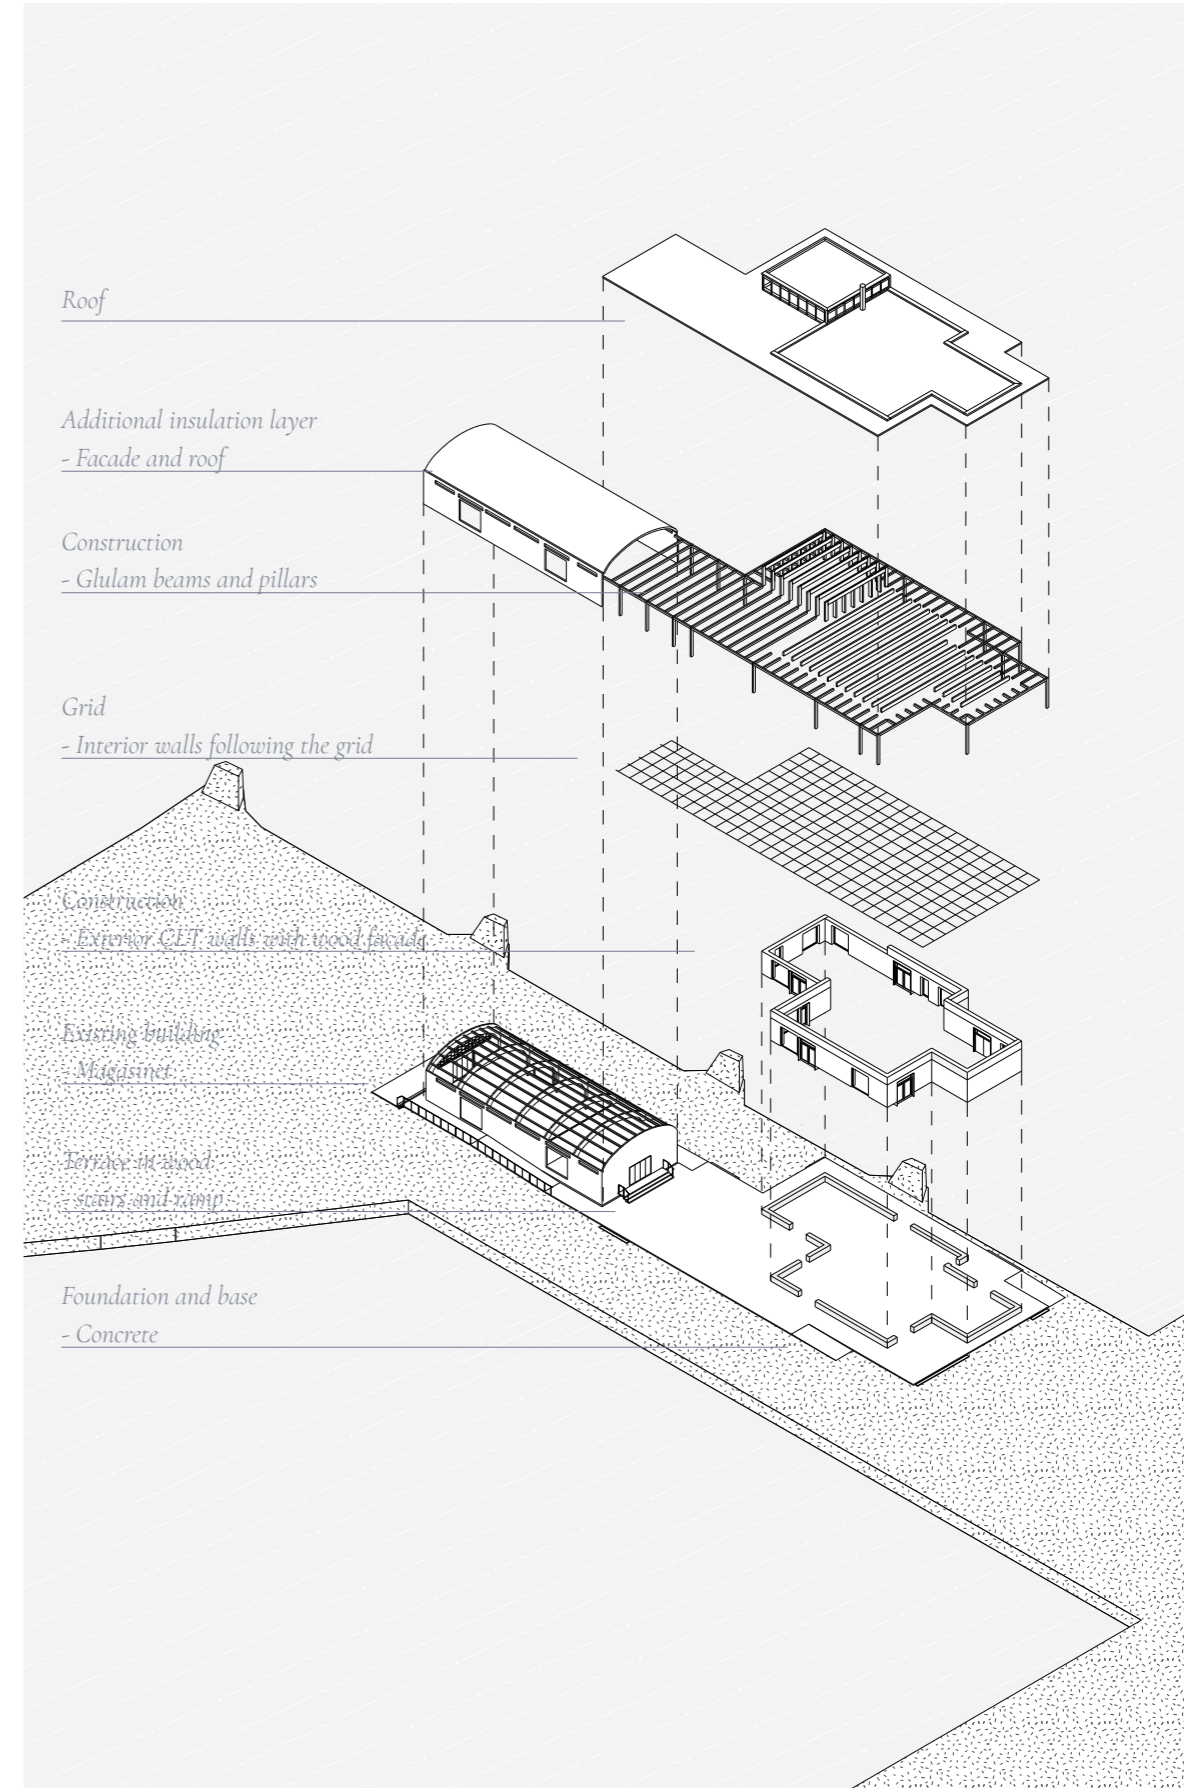 Roof
Additional insulation layer
- Facade and roof
Construction
- Glulam beams and pillars
Grid
- Interior walls following the grid
Construction
- Exterior CLT walls with wood facade
Existing building
- Magasinet
Terrace in wood
- stairs and ramp
Foundation and base
- Concrete